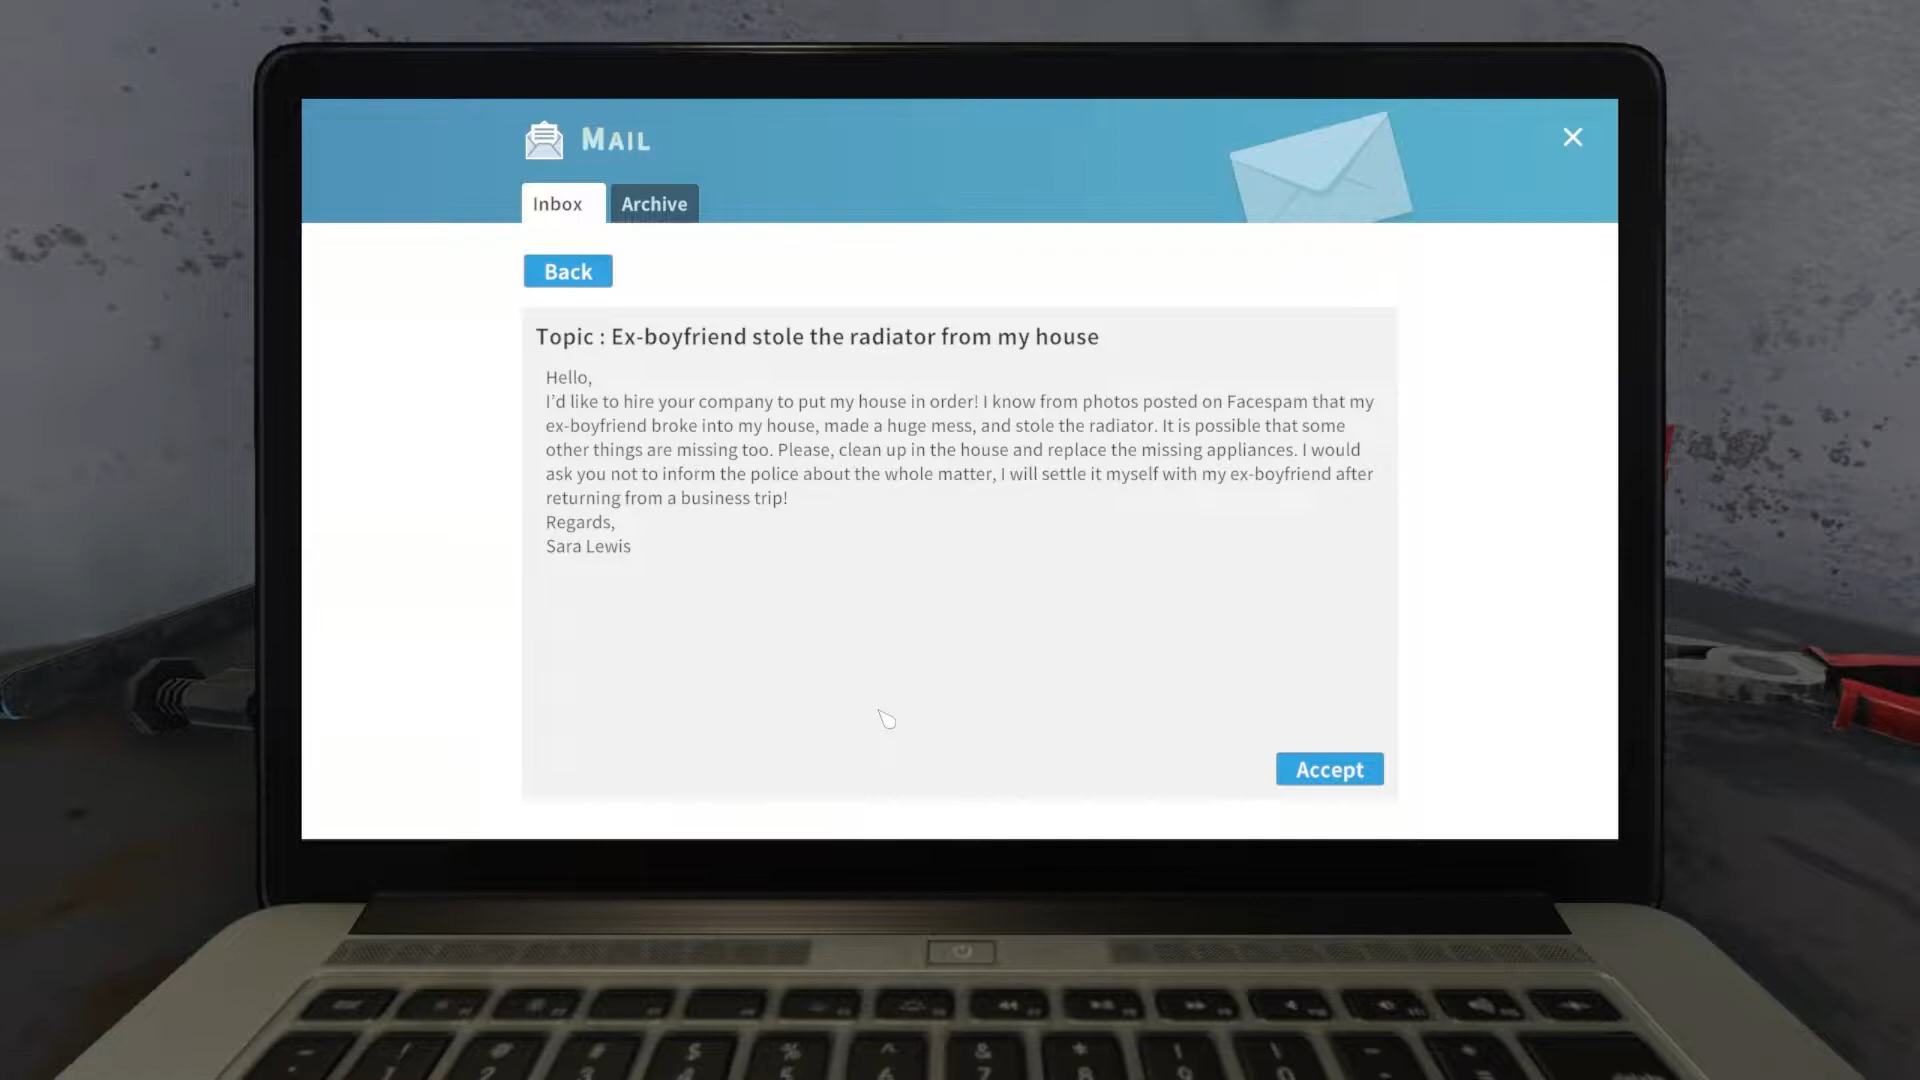 MAIL
Inbox
Archive
Back
Topic : Ex-boyfriend stole the radiator from my house
Hello,
I'd like to hire your company to put my house in order! I know from photos posted on Facespam that my
ex-boyfriend broke into my house, made a huge mess, and stole the radiator. It is possible that some
other things are missing too. Please, clean up in the house and replace the missing appliances. I would
ask you not to inform the police about the whole matter, I will settle it myself with my ex-boyfriend after
returning from a business trip!
Regards,
Sara Lewis
Accept